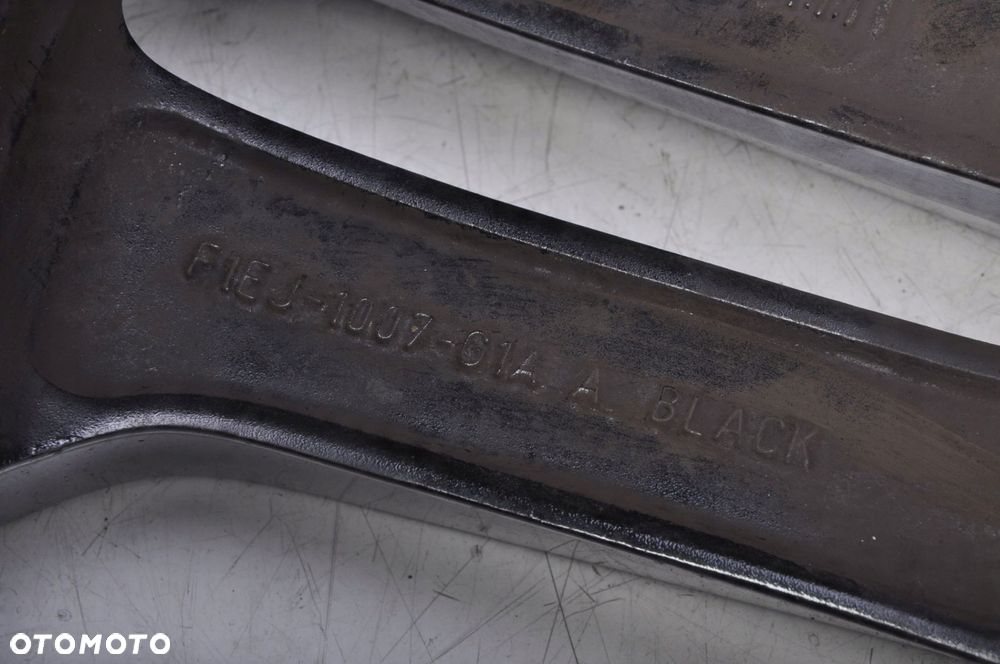 F1EJ-1007-G1A A BLACK
OTOMOTO